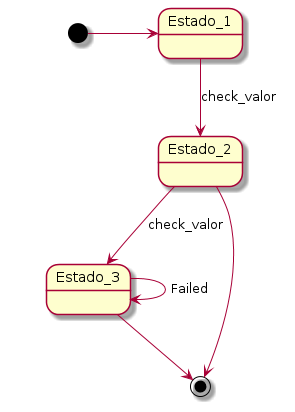 Estado_1
check_valor
Estado_2
check_valor
Estado_3
Failed